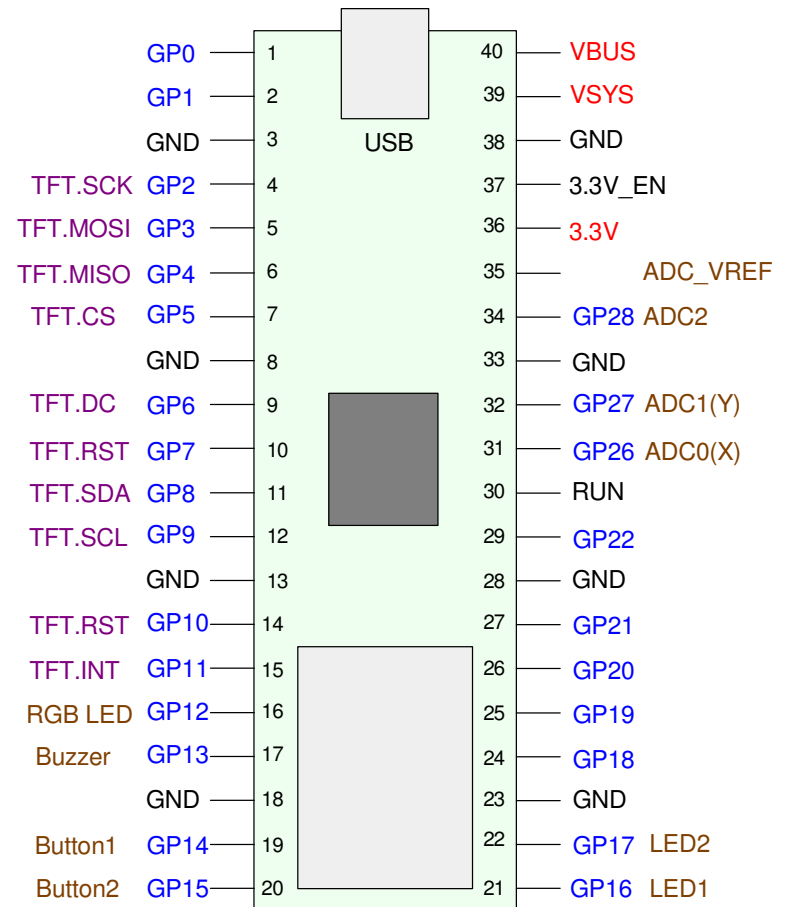 GP0 1 40 VBUS
GP1 2 39 VSYS
GND 3 USB 38 GND
TFT.SCK GP2 4 37 3.3V_EN
TFT.MOSI GP3 5 36 3.3V
TFT.MISO GP4 6 35 ADC_VREF
TFT.CS GP5 7 34 GP28 ADC2
GND 8 33 GND
TFT.DC GP6 9 32 GP27 ADC1(Y)
TFT.RST GP7 10 31 GP26 ADC0(X)
TFT.SDA GP8 11 30 RUN
TFT.SCL GP9 12 29 GP22
GND 13 28 GND
TFT.RST GP10 14 27 GP21
TFT.INT GP11 15 26 GP20
RGB LED GP12 16 25 GP19
Buzzer GP13 17 24 GP18
GND 18 23 GND
Button1 GP14 19 22 GP17 LED2
Button2 GP15 20 21 GP16 LED1